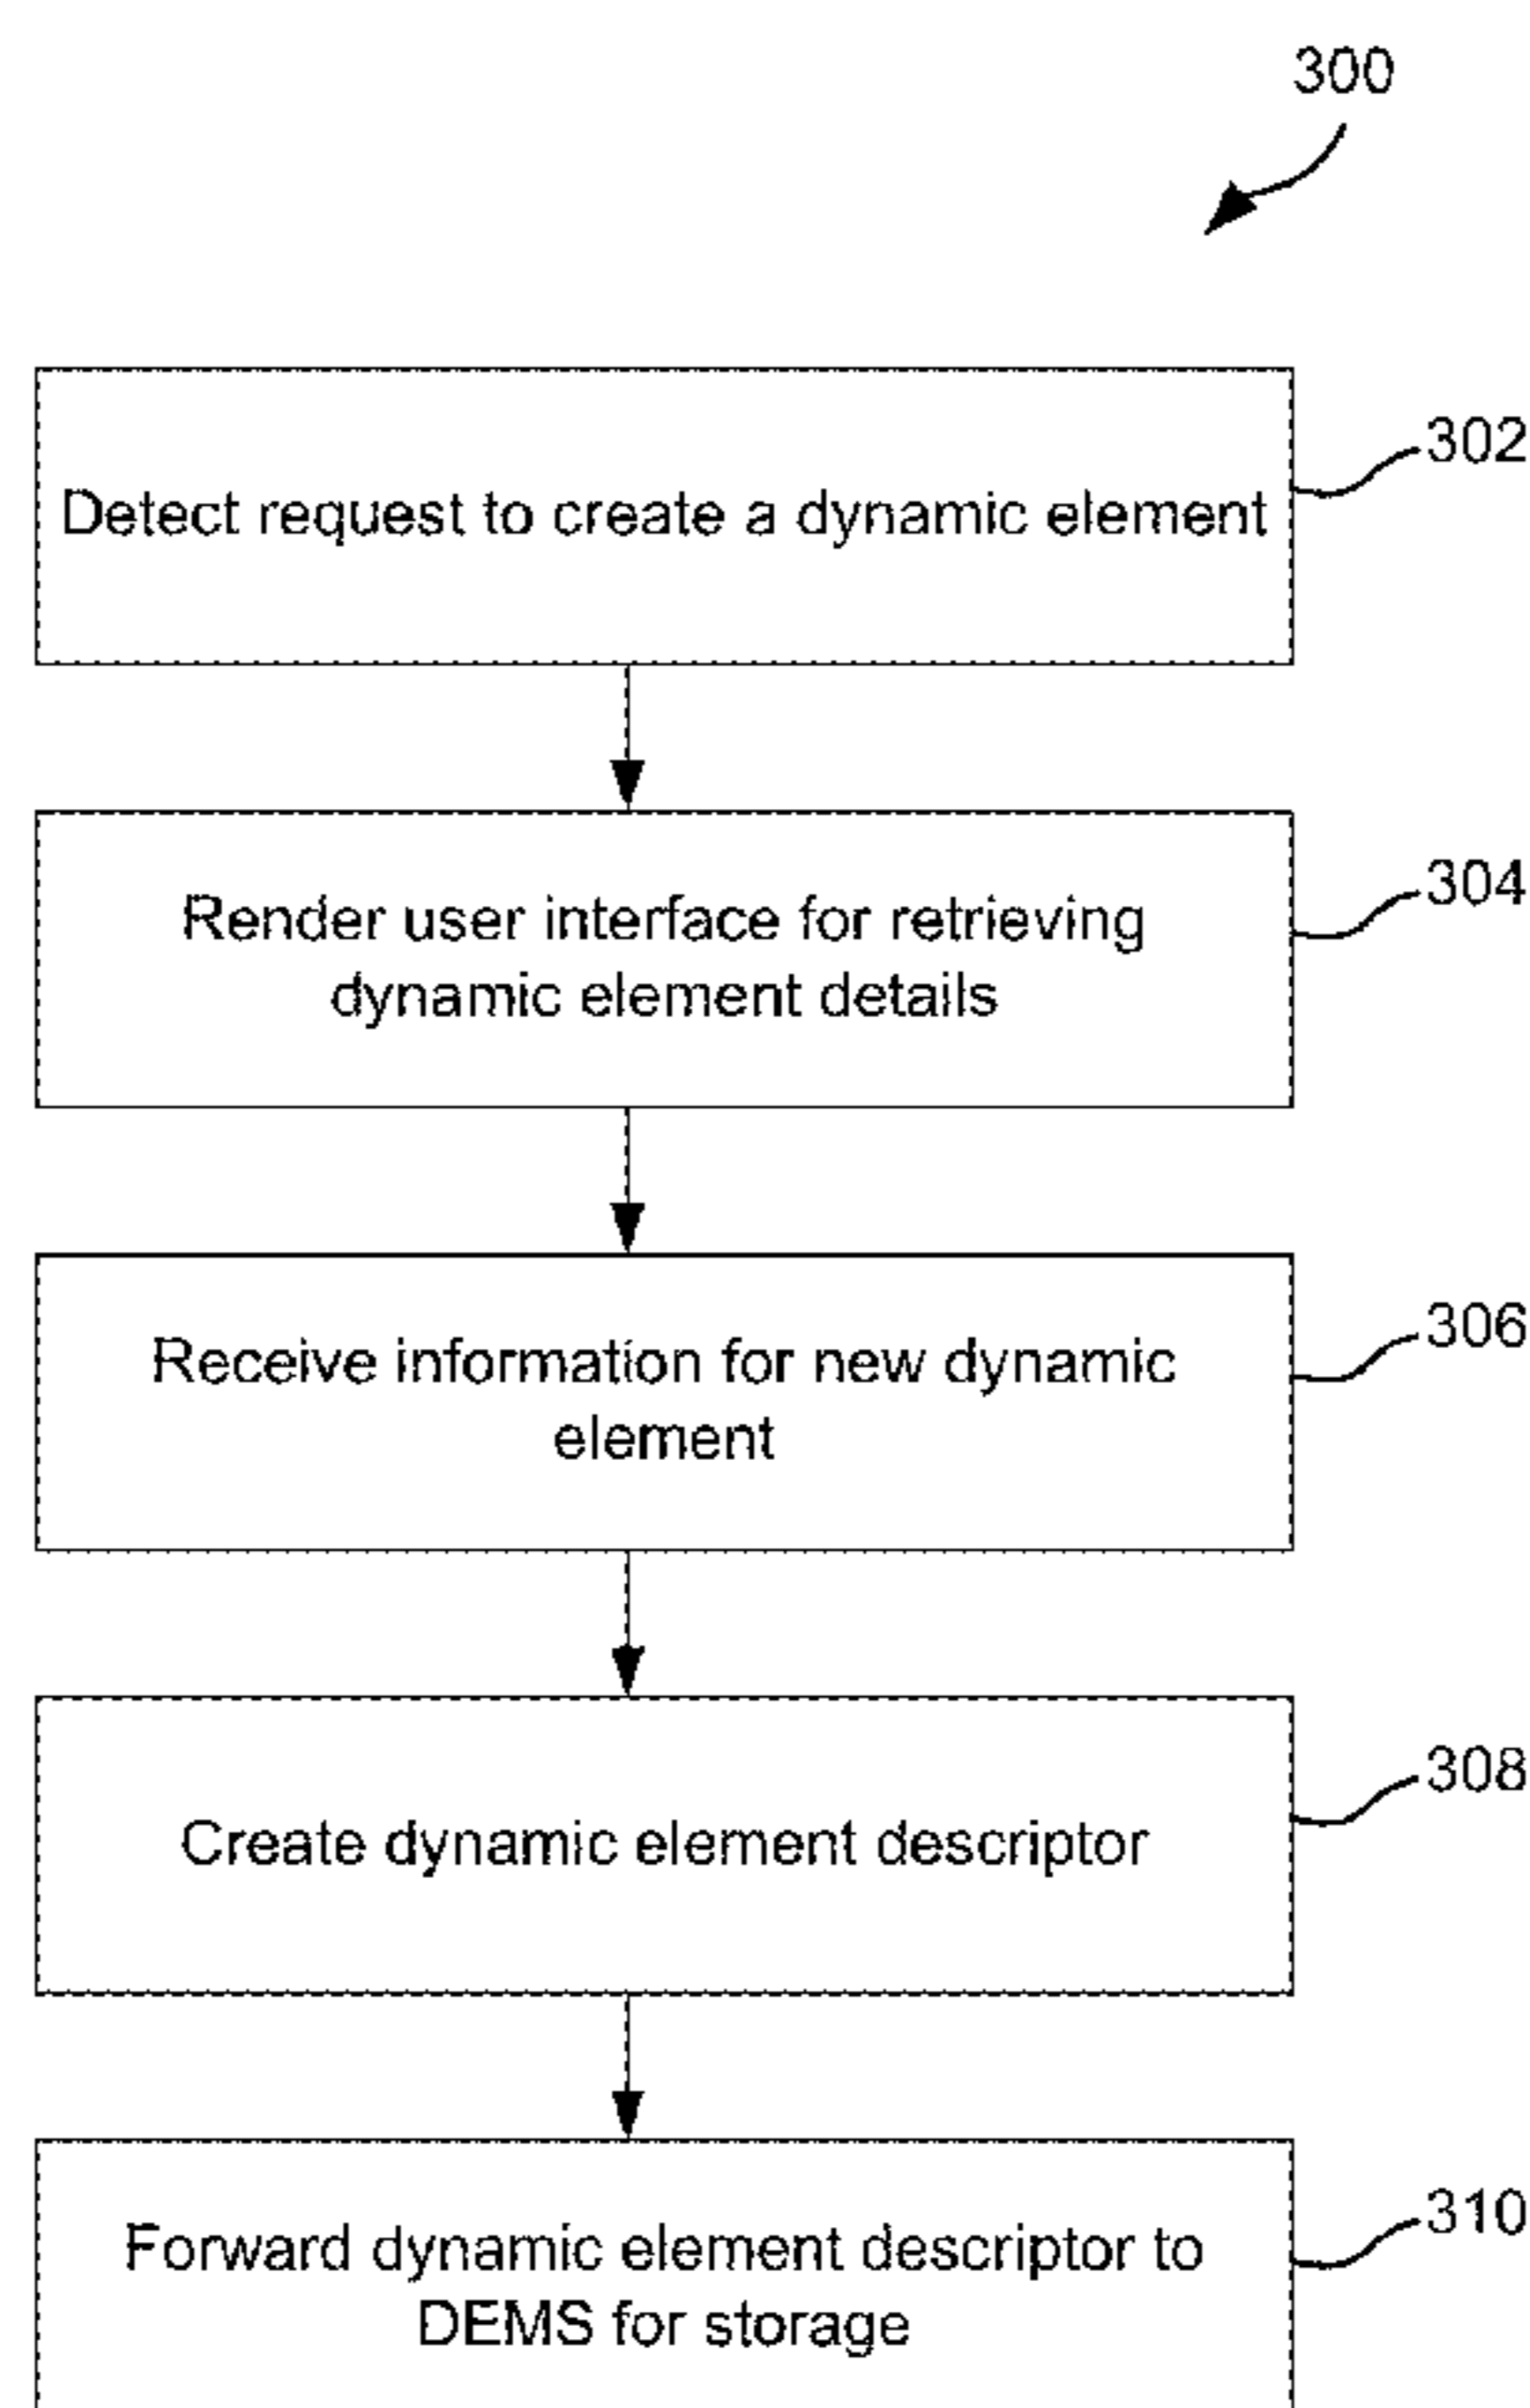 300
Detect request to create a dynamic element
302
Render user interface for retrieving
dynamic element details
304
Receive information for new dynamic
element
306
Create dynamic element descriptor
308
Forward dynamic element descriptor to
DEMS for storage
310